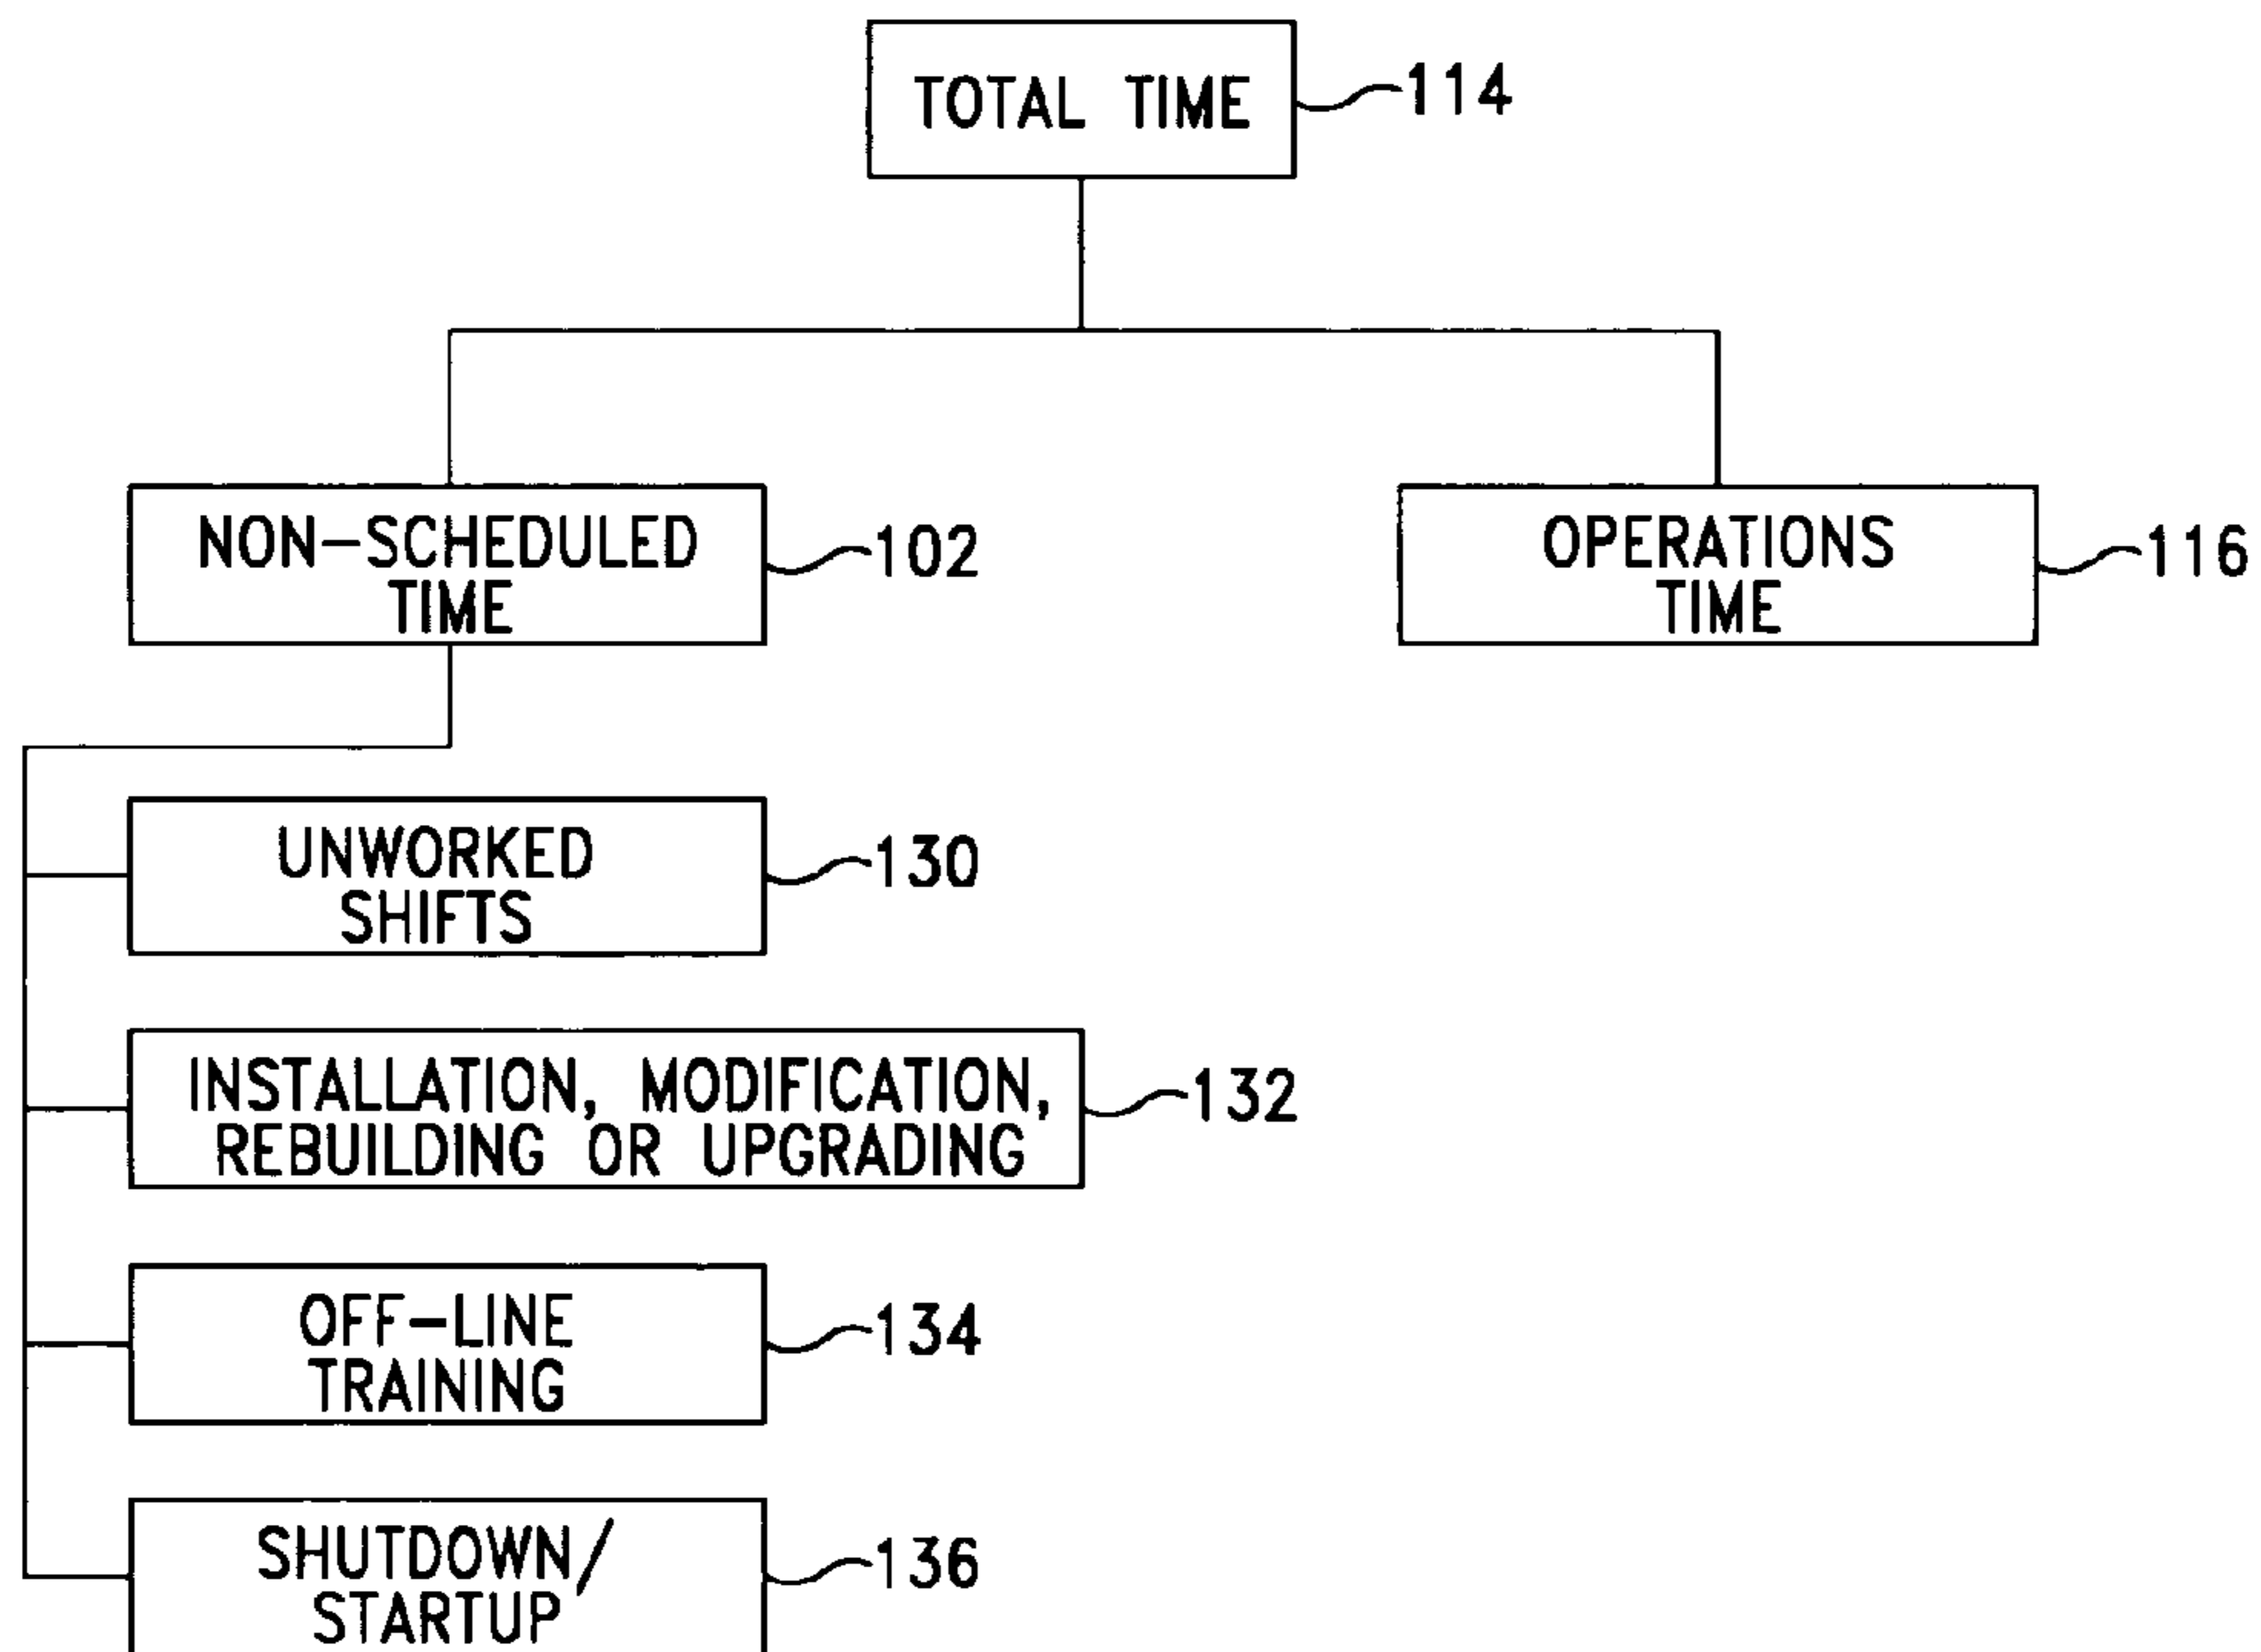 TOTAL TIME
114
NON-SCHEDULED
TIME
102
OPERATIONS
TIME
116
UNWORKED
SHIFTS
130
INSTALLATION, MODIFICATION,
REBUILDING OR UPGRADING
132
OFF-LINE
TRAINING
134
SHUTDOWN/
STARTUP
136